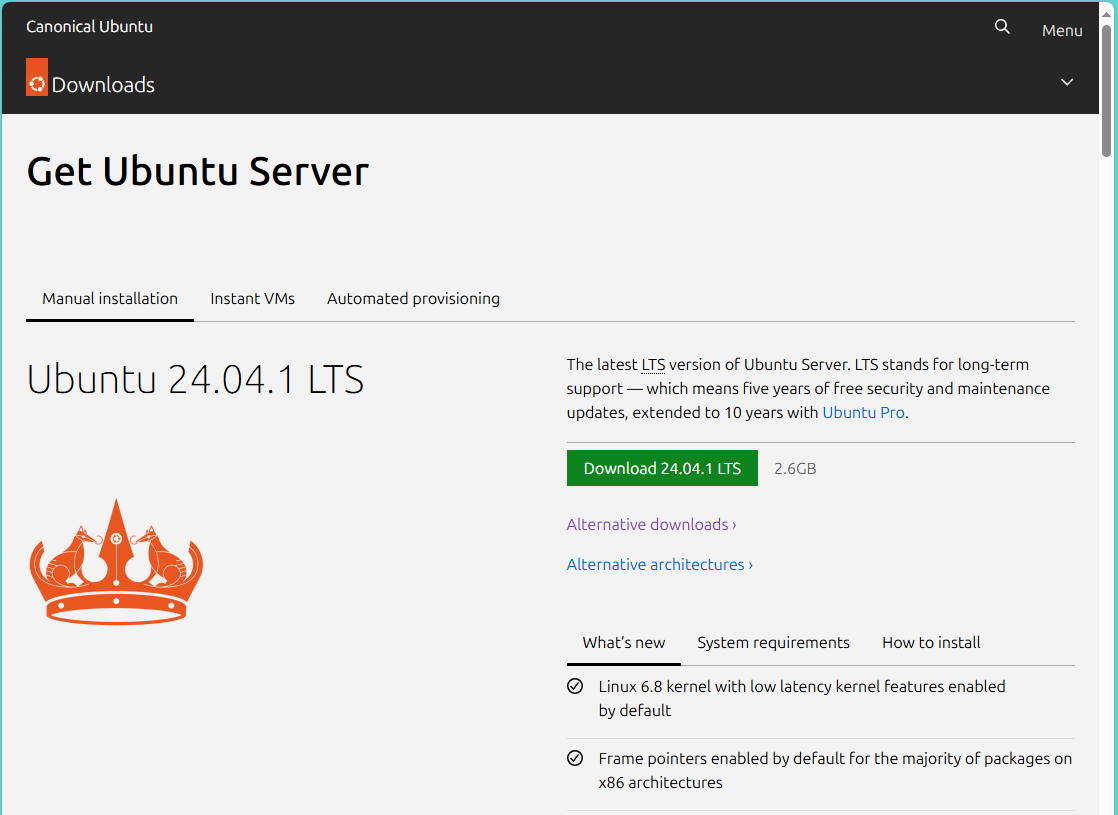 Canonical Ubuntu
Menu
Downloads
Get Ubuntu Server
Manual installation
Instant VMs
Automated provisioning
Ubuntu 24.04.1 LTS
The latest LTS version of Ubuntu Server. LTS stands for long-term
support — which means five years of free security and maintenance
updates, extended to 10 years with Ubuntu Pro.
Download 24.04.1 LTS
2.6GB
Alternative downloads ›
Alternative architectures ›
What’s new
System requirements
How to install
Linux 6.8 kernel with low latency kernel features enabled
by default
Frame pointers enabled by default for the majority of packages on
x86 architectures